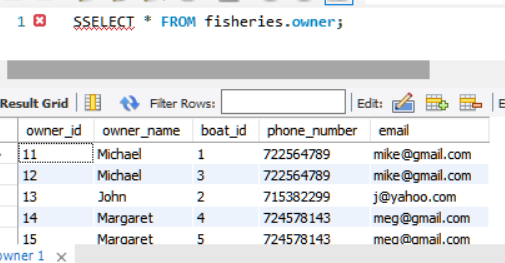 1 SSELECT * FROM fisheries.owner;
Result Grid Filter Rows: Edit: E
owner_id owner_name boat_id phone_number email
11 Michael 1 722564789 mike@gmail.com
12 Michael 3 722564789 mike@gmail.com
13 John 2 715382299 j@yahoo.com
14 Margaret 4 724578143 meg@gmail.com
15 Margaret 5 724578143 meg@gmail.com
owner 1 ×